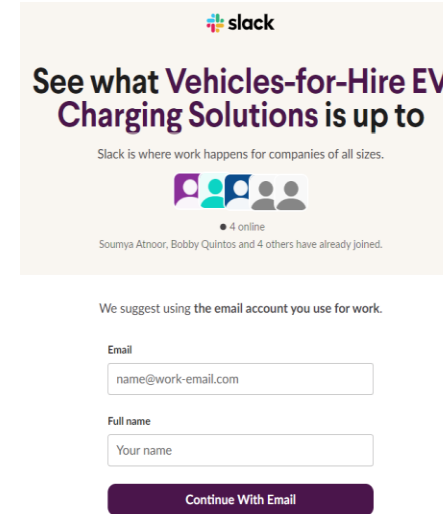 slack
See what Vehicles-for-Hire EV
Charging Solutions is up to
Slack is where work happens for companies of all sizes.
4 online
Soumya Atnoor, Bobby Quintos and 4 others have already joined.
We suggest using the email account you use for work.
Email
name@work-email.com
Full name
Your name
Continue With Email